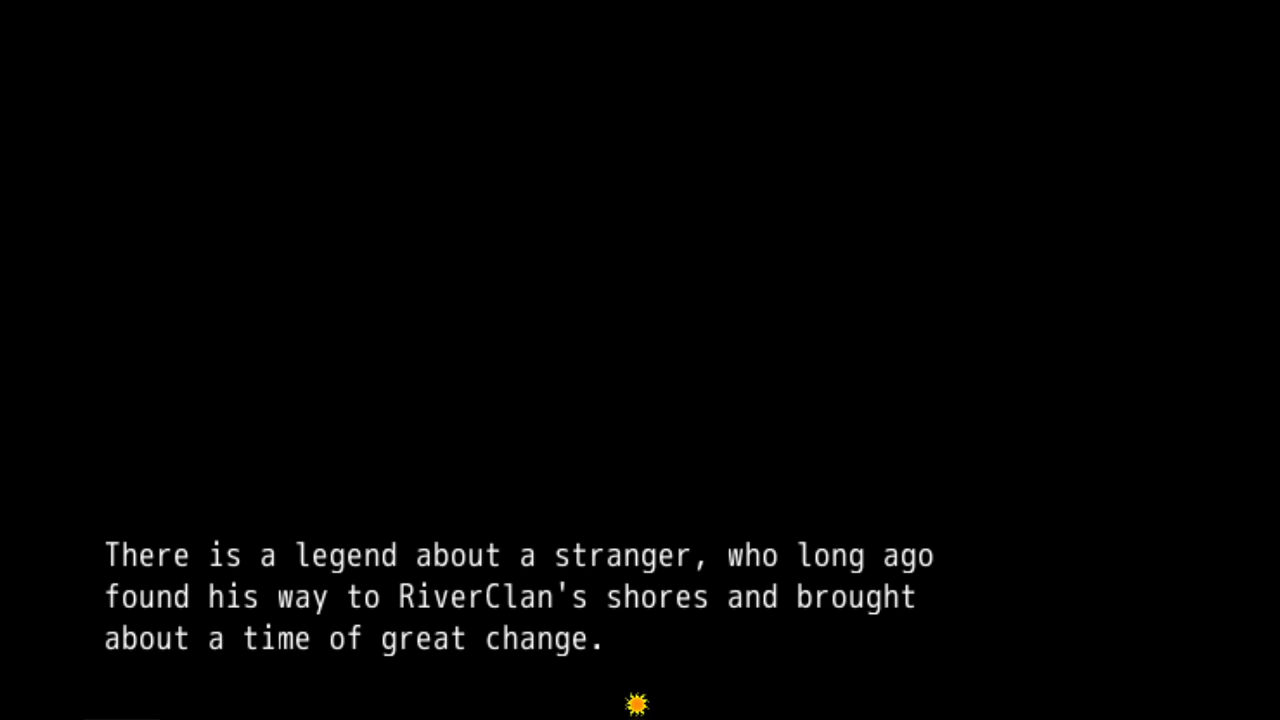 There is a legend about a stranger, who long ago
found his way to RiverClan's shores and brought
about a time of great change.